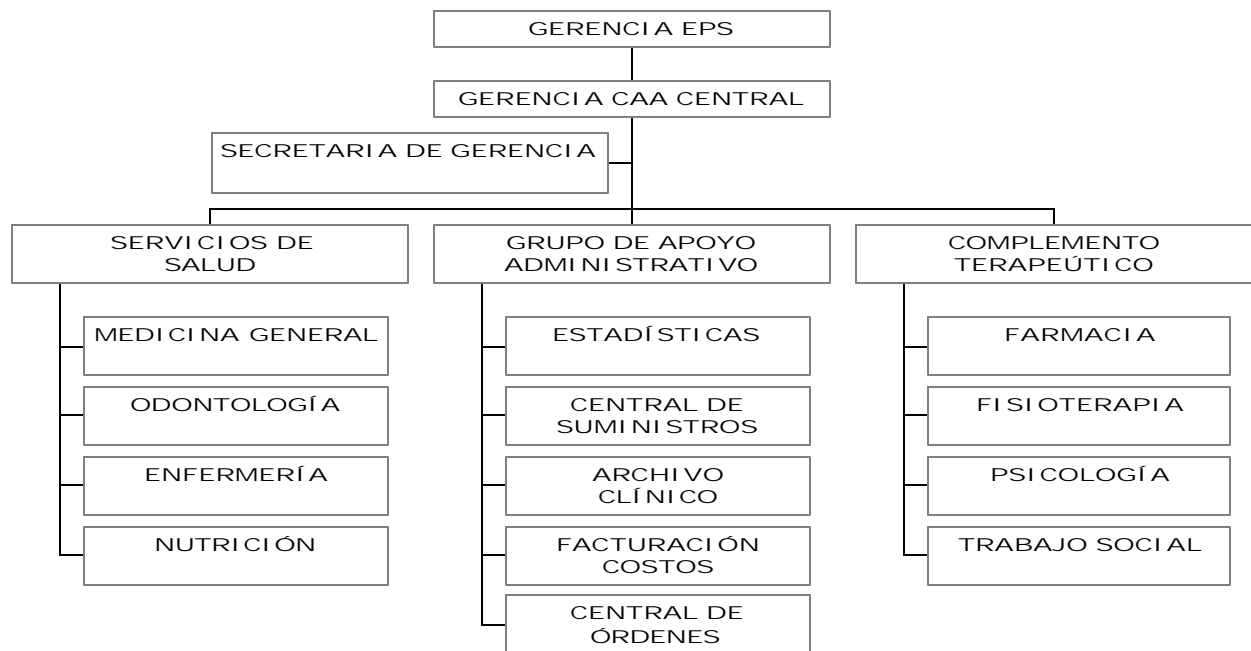 GERENCIA EPS
GERENCIA CAA CENTRAL
SECRETARIA DE GERENCIA
SERVICIOS DE
SALUD
GRUPO DE APOYO
ADMINISTRATIVO
COMPLEMENTO
TERAPEÚTICO
MEDICINA GENERAL
ODONTOLOGÍA
ENFERMERÍA
NUTRICIÓN
ESTADÍSTICAS
CENTRAL DE
SUMINISTROS
ARCHIVO
CLÍNICO
FACTURACIÓN
COSTOS
CENTRAL DE
ÓRDENES
FARMACIA
FISIOTERAPIA
PSICOLOGÍA
TRABAJO SOCIAL